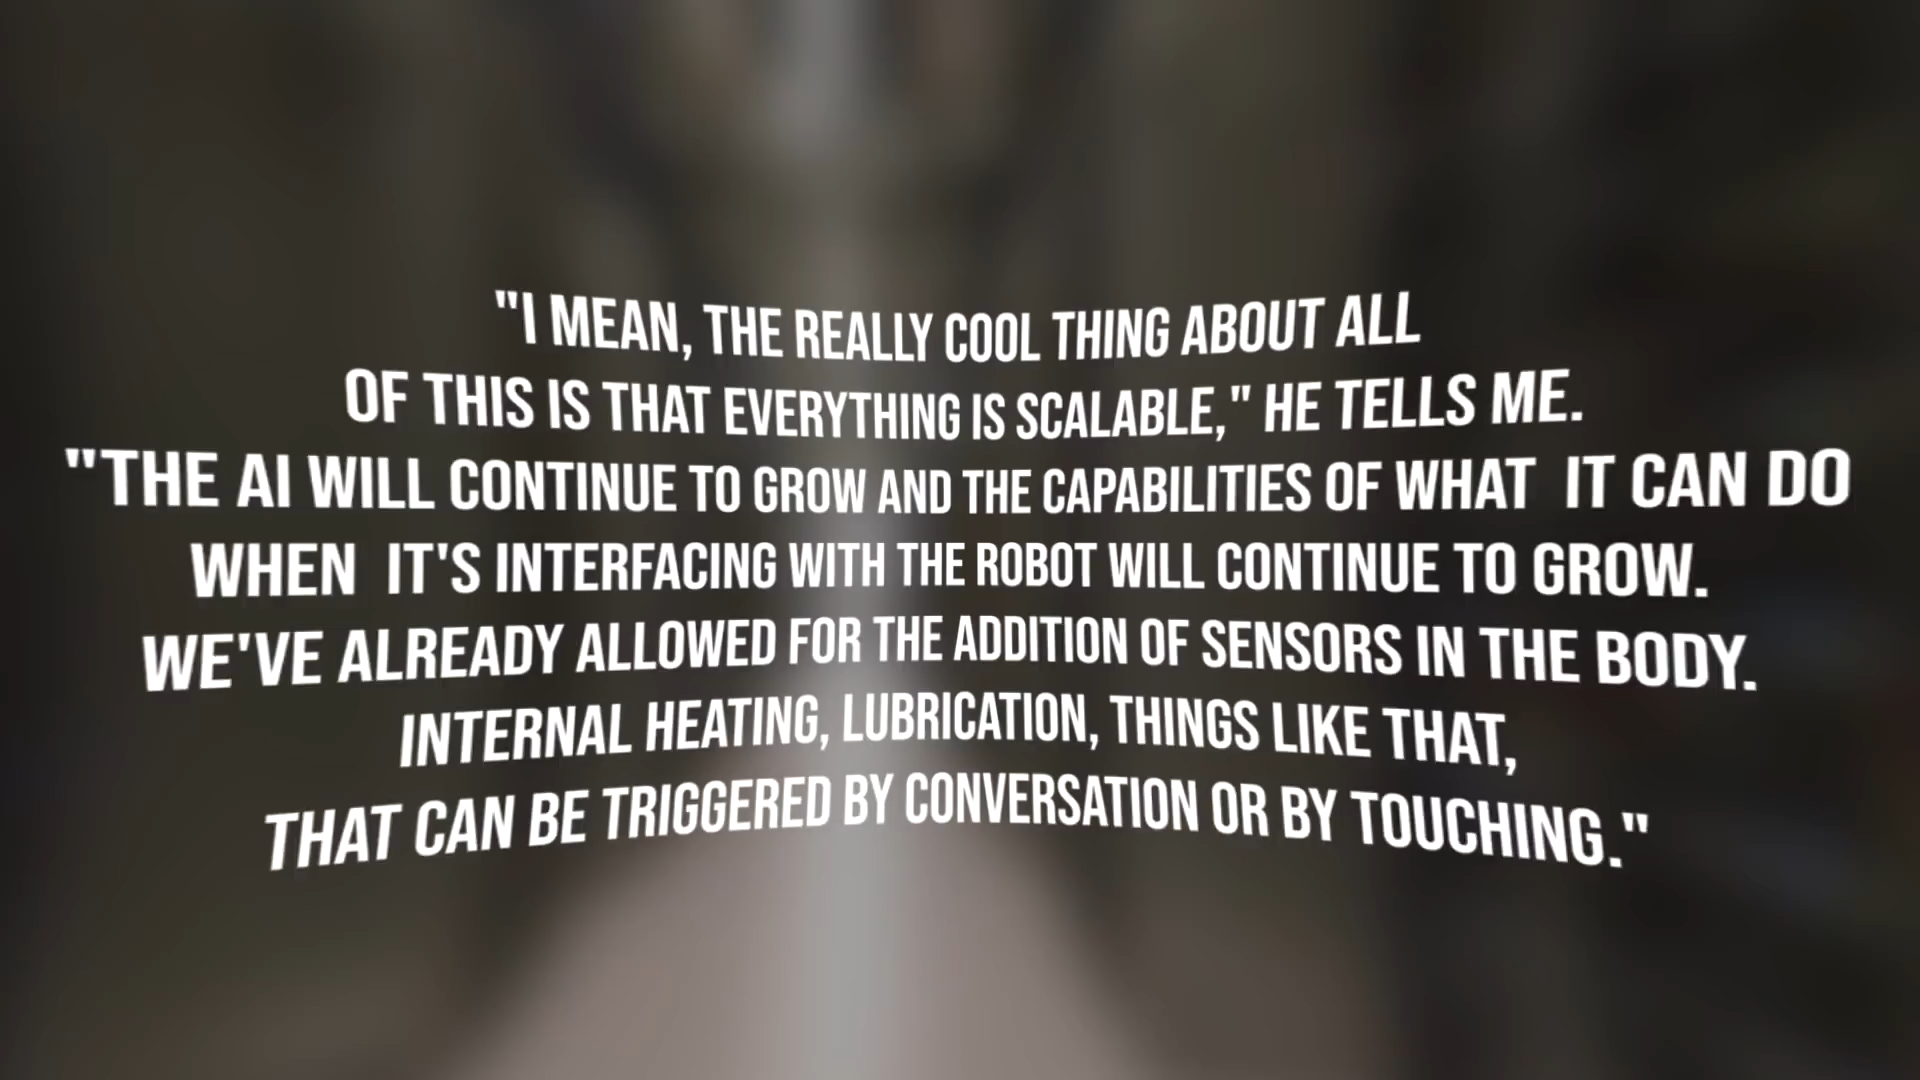 "I MEAN, THE REALLY COOL THING ABOUT ALL
OF THIS IS THAT EVERYTHING IS SCALABLE," HE TELLS ME.
"THE AI WILL CONTINUE TO GROW AND THE CAPABILITIES OF WHAT IT CAN DO
WHEN IT'S INTERFACING WITH THE ROBOT WILL CONTINUE TO GROW.
WE'VE ALREADY ALLOWED FOR THE ADDITION OF SENSORS IN THE BODY.
INTERNAL HEATING, LUBRICATION, THINGS LIKE THAT,
THAT CAN BE TRIGGERED BY CONVERSATION OR BY TOUCHING."